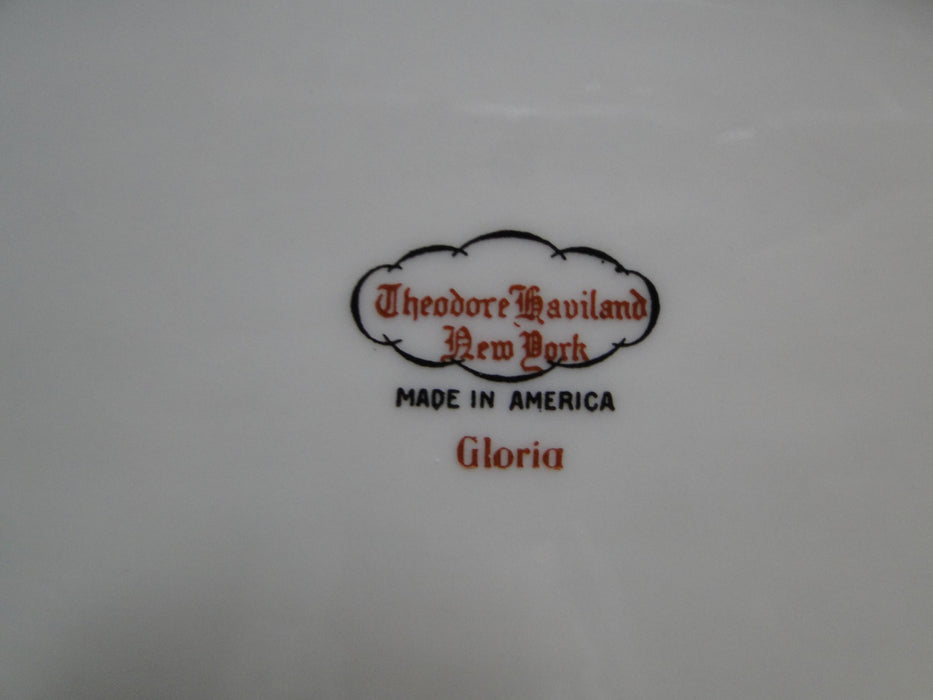 Theodore Haviland
New York
MADE IN AMERICA
Gloria